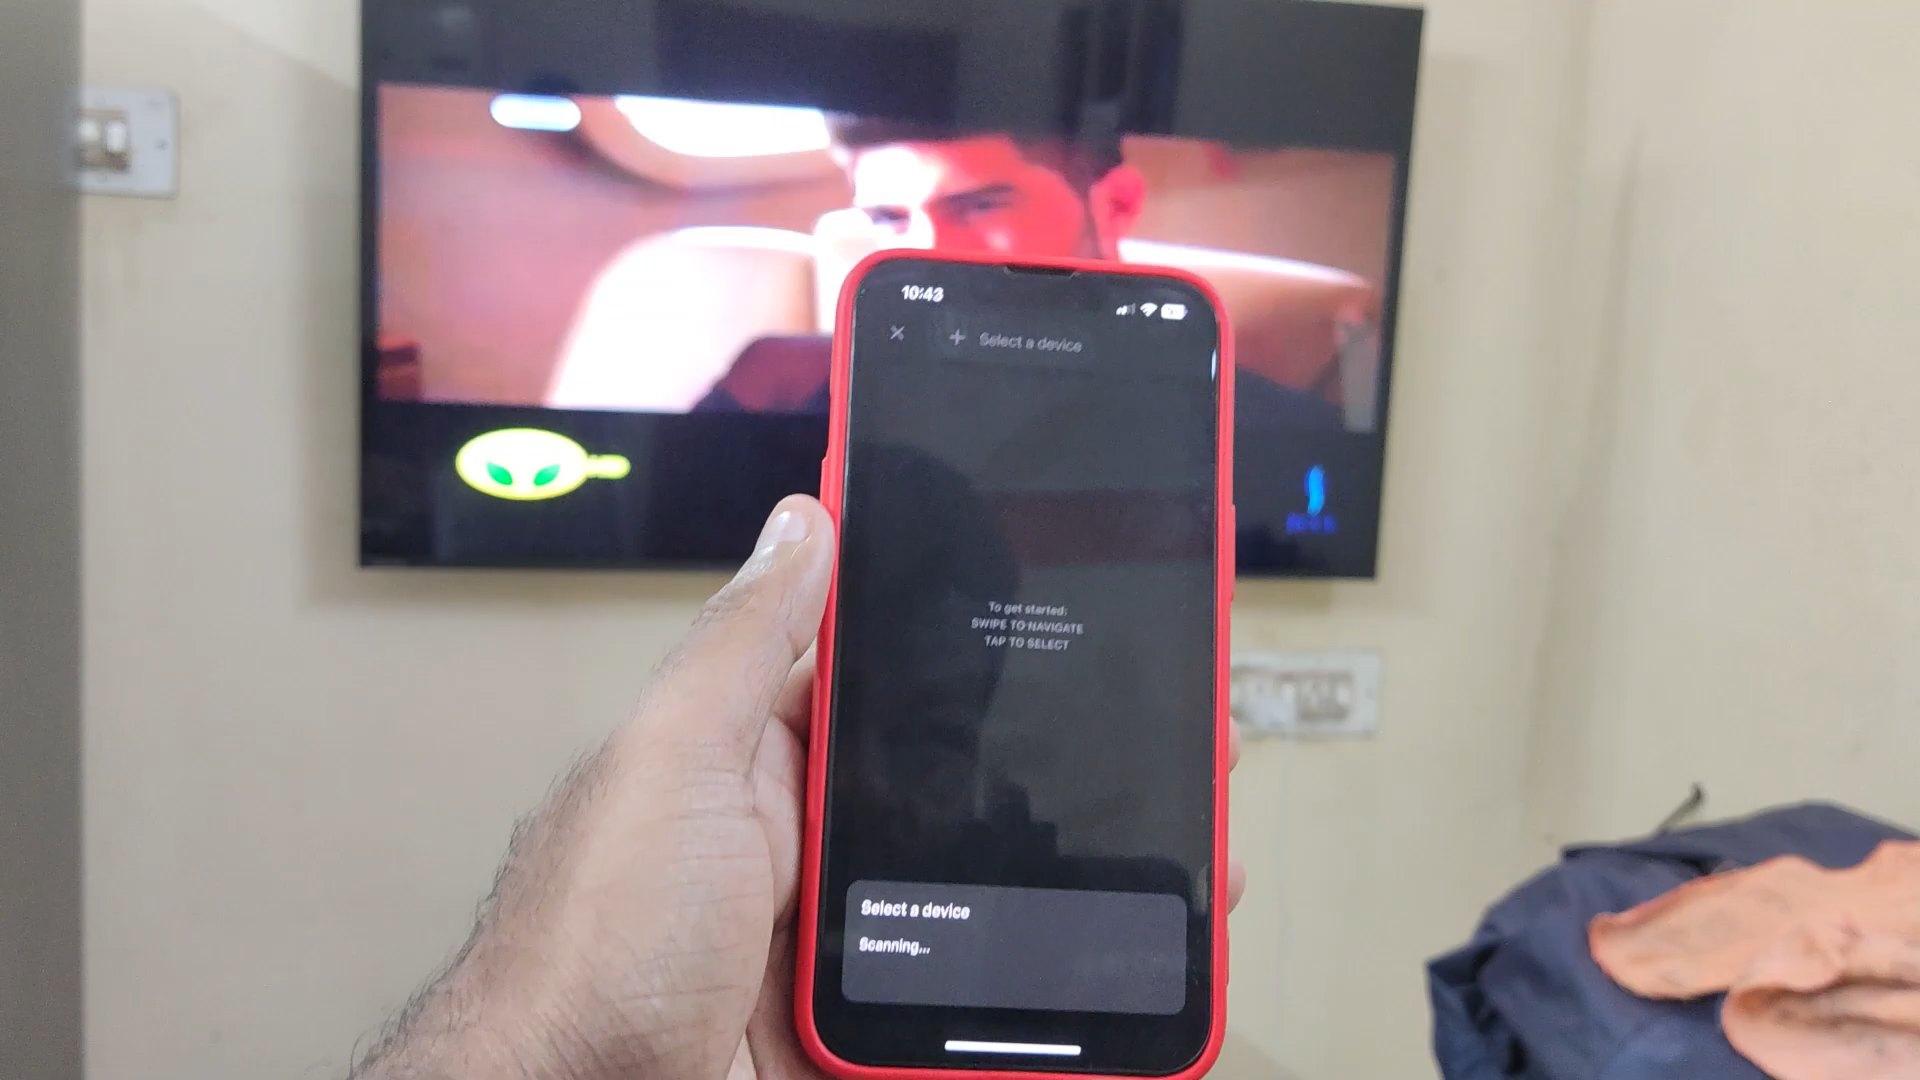 10:43
Select a device
To get started:
SWIPE TO NAVIGATE
TAP TO SELECT
Select a device
Scanning...